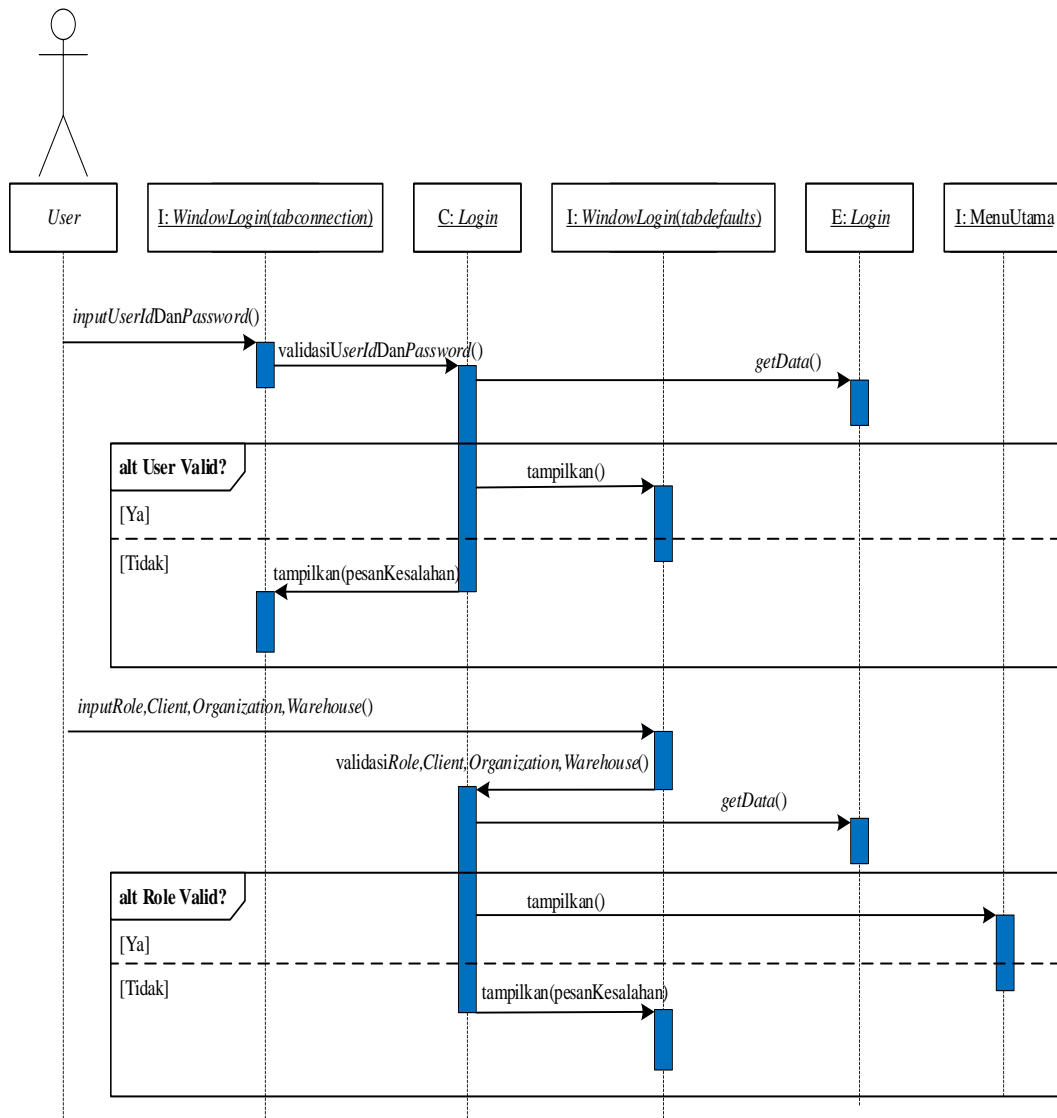 User
I: WindowLogin(tabconnection)
C: Login
I: WindowLogin(tabdefaults)
E: Login
I: MenuUtama
inputUserIdDanPassword()
validasiUserIdDanPassword()
getData()
alt User Valid?
tampilkan()
[Ya]
[Tidak]
tampilkan(pesanKesalahan)
inputRole,Client,Organization,Warehouse()
validasiRole,Client,Organization,Warehouse()
getData()
alt Role Valid?
tampilkan()
[Ya]
[Tidak]
tampilkan(pesanKesalahan)